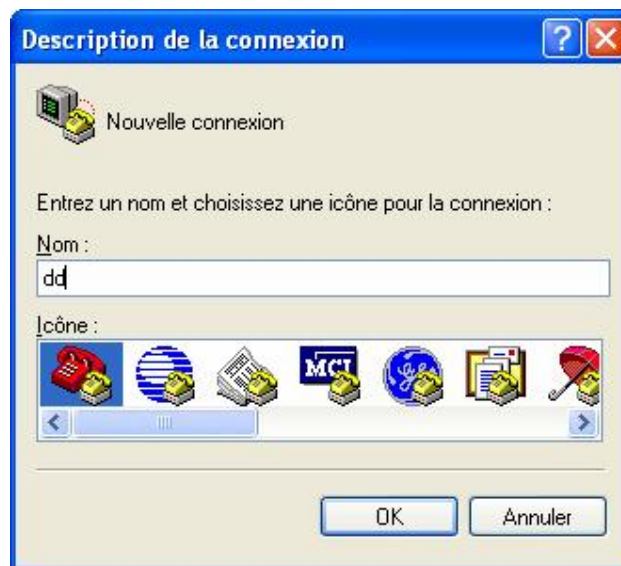 Description de la connexion
Nouvelle connexion
Entrez un nom et choisissez une icône pour la connexion :
Nom :
dd
Icône :
MCI
OK Annuler